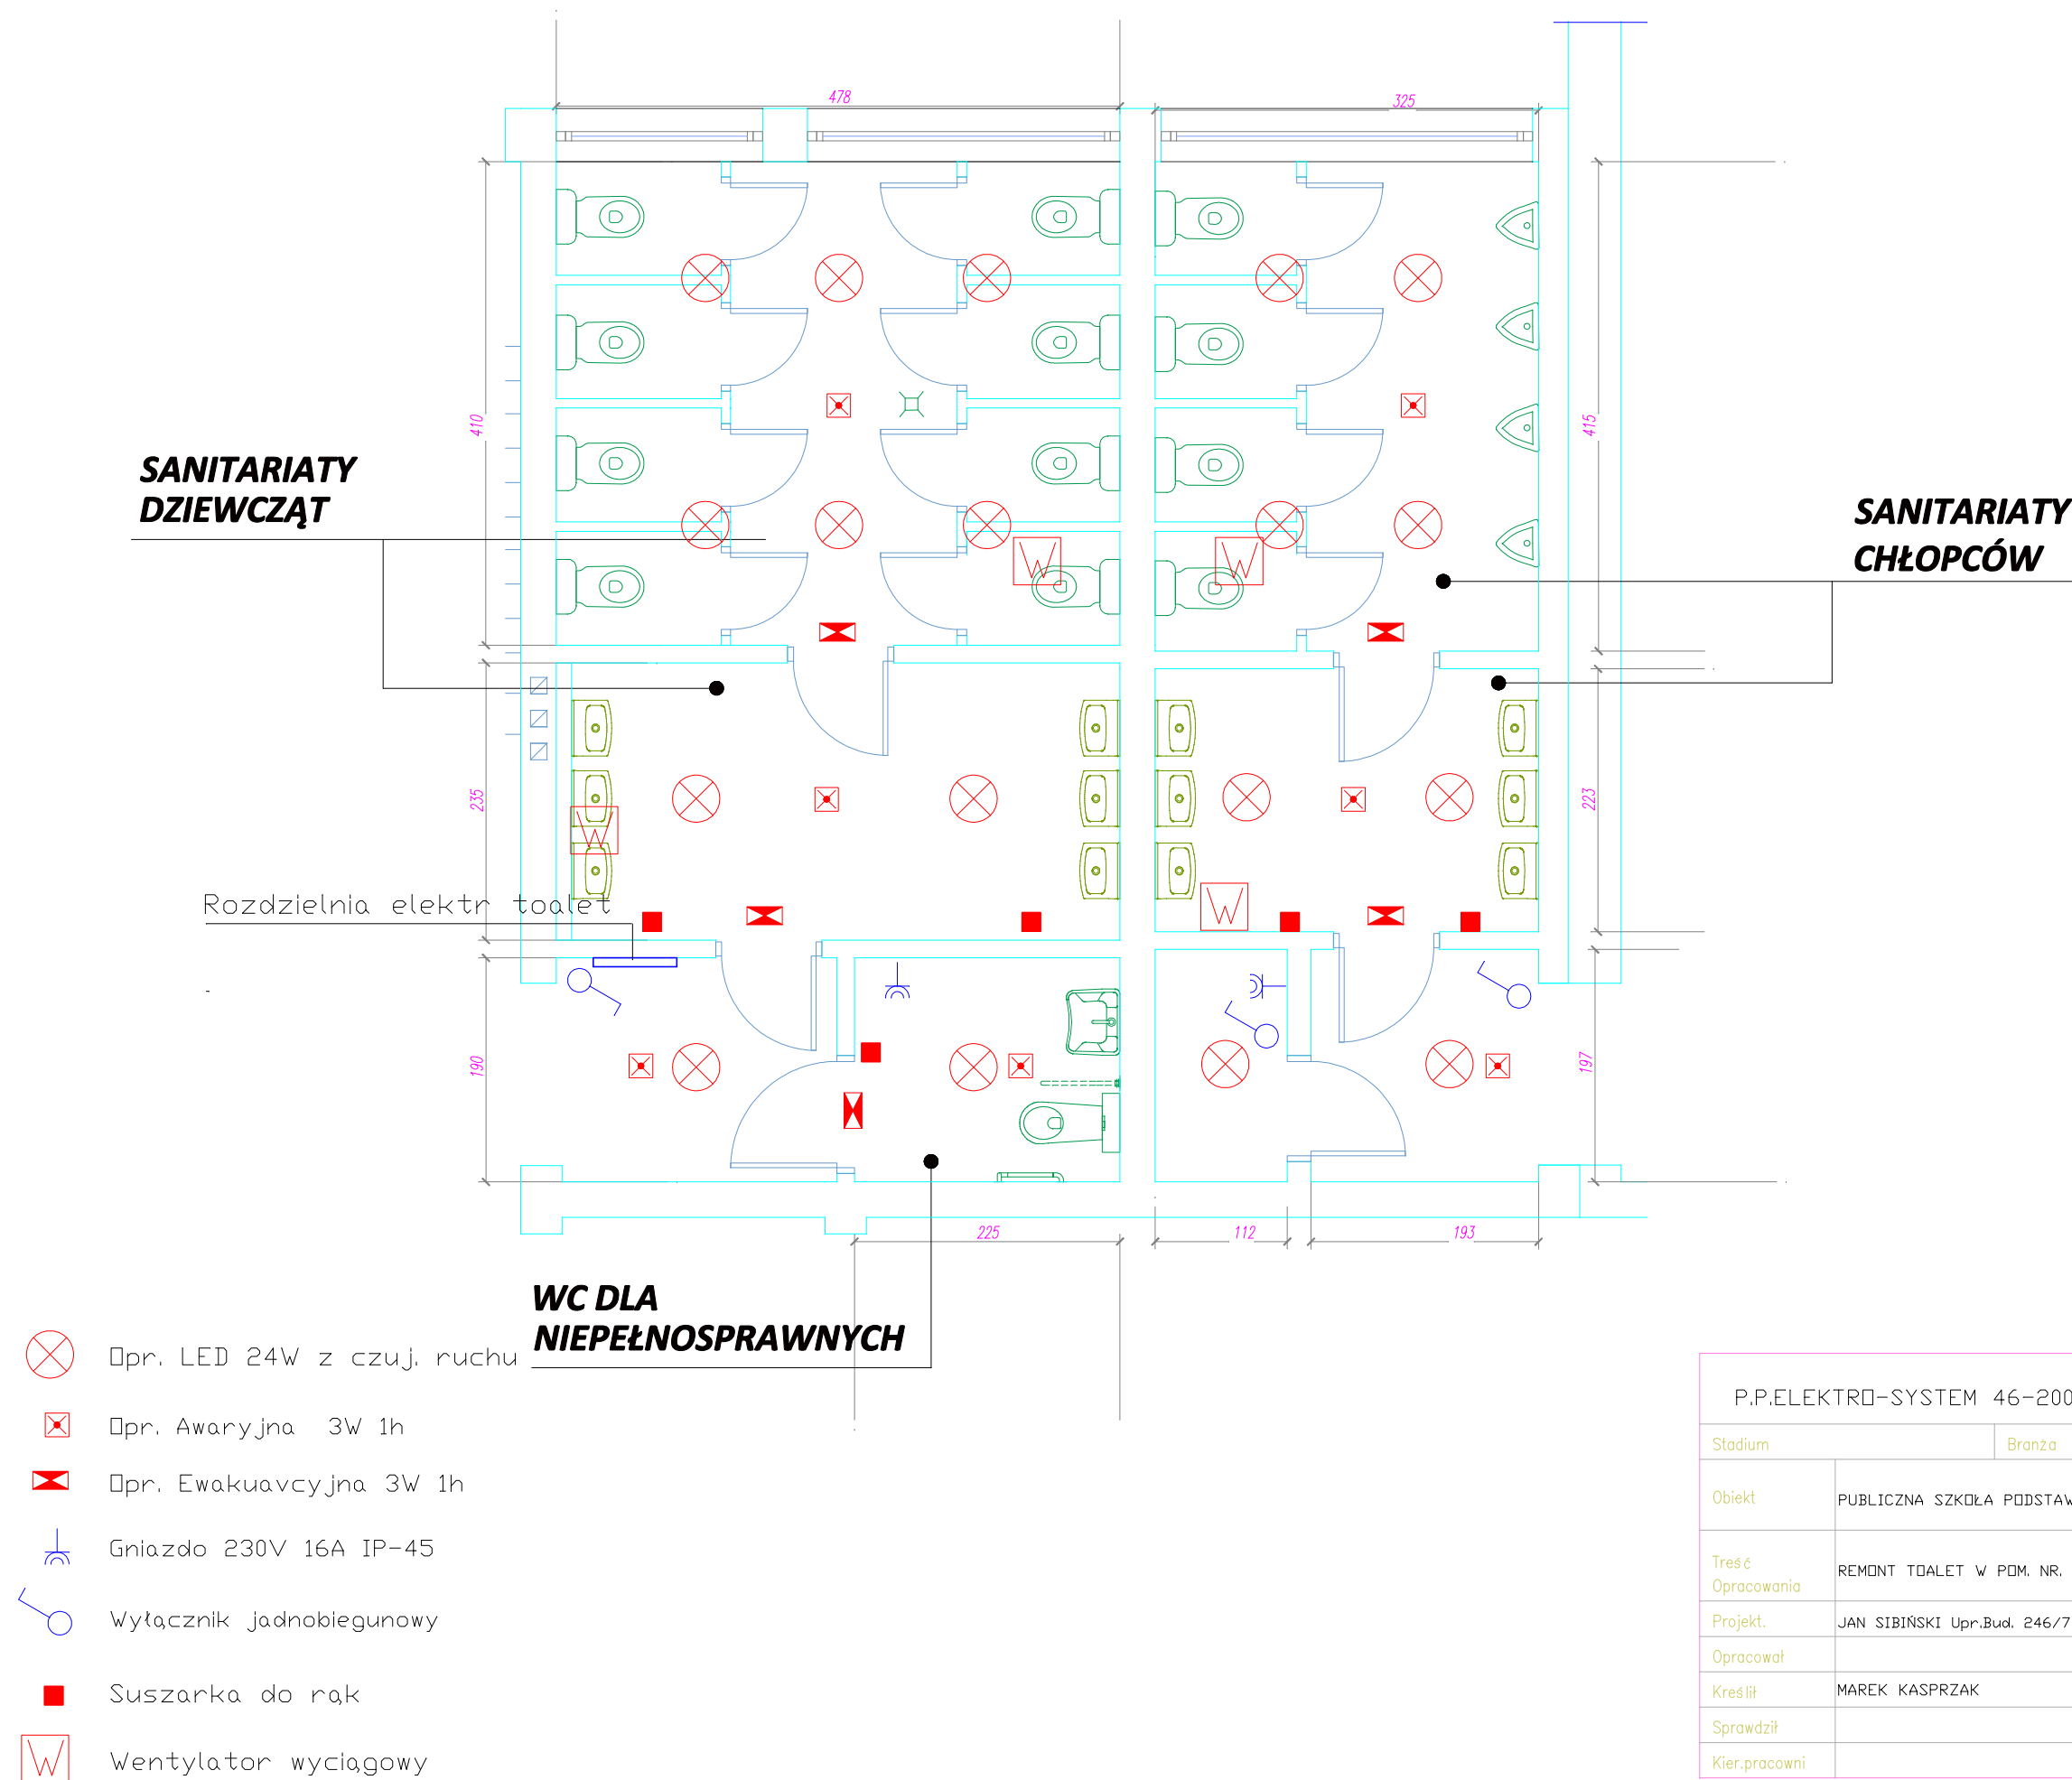 478
325
410
415
SANITARIATY
DZIEWCZĄT
SANITARIATY
CHŁOPCÓW
W
W
235
223
W
W
Rozdzielnia elektr toalet
190
197
225
112
193
WC DLA
NIEPEŁNOSPRAWNYCH
Opr. LED 24W z czuj. ruchu
Opr. Awaryjna 3W 1h
Opr. Ewakuavcyjna 3W 1h
Gniazdo 230V 16A IP-45
Wyłącznik jadnobiegunowy
Suszarka do rąk
W Wentylator wyciągowy
P.P.ELEKTRO-SYSTEM 46-200
Stadium Branża
Obiekt PUBLICZNA SZKOŁA PODSTAW
Treść
Opracowania REMONT TOALET W POM. NR.
Projekt. JAN SIBIŃSKI Upr.Bud. 246/7
Opracował
Kreślił MAREK KASPRZAK
Sprawdził
Kier.pracowni